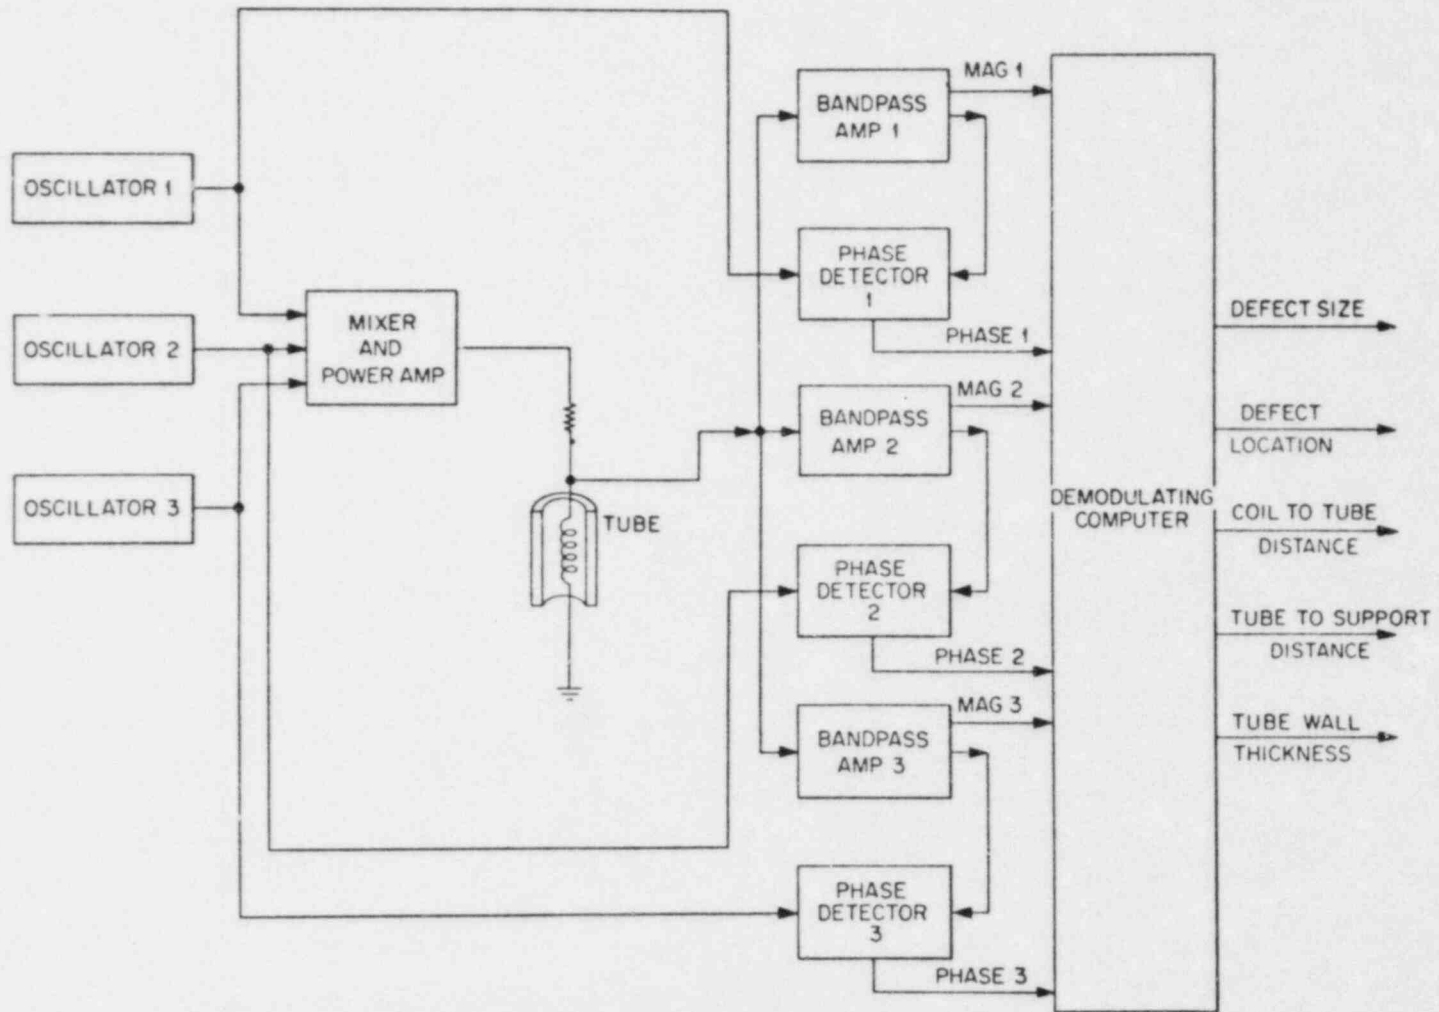 OSCILLATOR 1
OSCILLATOR 2
OSCILLATOR 3
MIXER
AND
POWER AMP
TUBE
BANDPASS
AMP 1
MAG 1
PHASE
DETECTOR
1
PHASE 1
BANDPASS
AMP 2
MAG 2
PHASE
DETECTOR
2
PHASE 2
BANDPASS
AMP 3
MAG 3
PHASE
DETECTOR
3
PHASE 3
DEMODULATING
COMPUTER
DEFECT SIZE
DEFECT
LOCATION
COIL TO TUBE
DISTANCE
TUBE TO SUPPORT
DISTANCE
TUBE WALL
THICKNESS